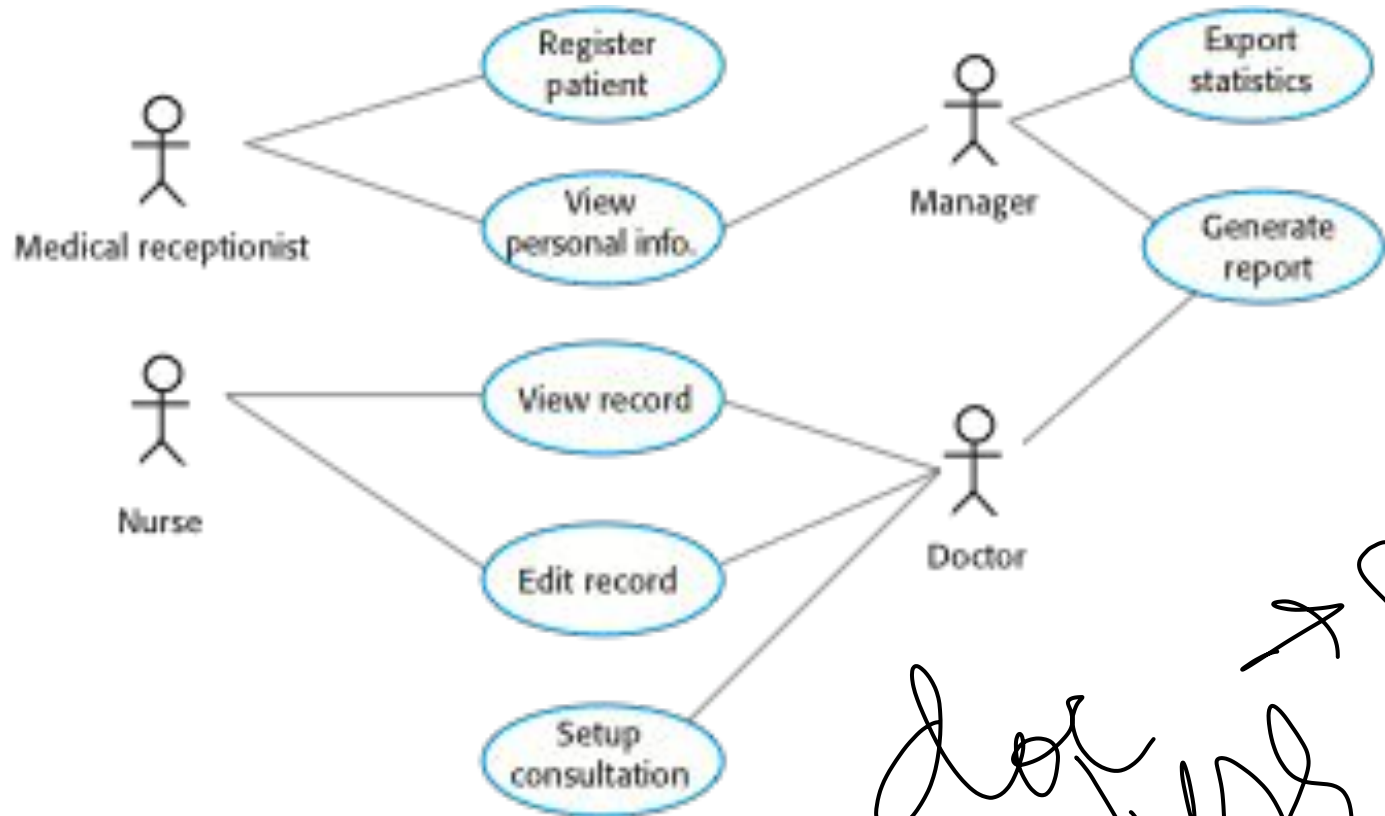 Register
patient
Export
statistics
View
personal info.
Manager
Generate
report
Medical receptionist
View record
Nurse
Edit record
Doctor
Setup
consultation